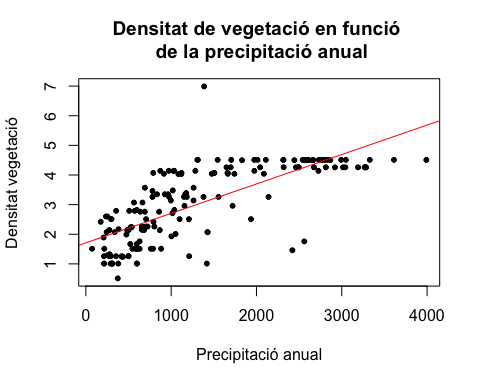 Densitat de vegetació en funció
de la precipitació anual
Densitat vegetació
7
6
5
4
3
2
1
0 1000 2000 3000 4000
Precipitació anual